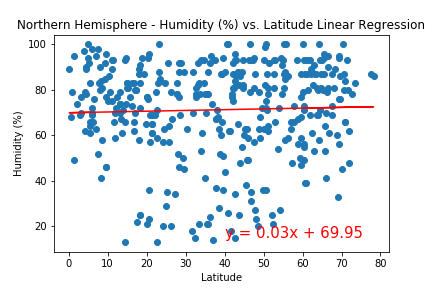 Northern Hemisphere - Humidity (%) vs. Latitude Linear Regression
100
80
60
40
20
Humidity (%)
y = 0.03x + 69.95
0 10 20 30 40 50 60 70 80
Latitude